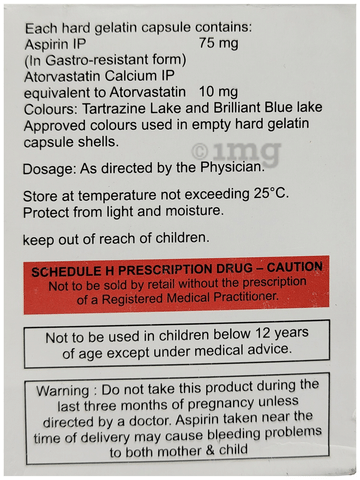 Each hard gelatin capsule contains:
Aspirin IP 75 mg
(In Gastro-resistant form)
Atorvastatin Calcium IP
equivalent to Atorvastatin 10 mg
Colours: Tartrazine Lake and Brilliant Blue lake
Approved colours used in empty hard gelatin
capsule shells.
©1mg
Dosage: As directed by the Physician.
Store at temperature not exceeding 25°C.
Protect from light and moisture.
keep out of reach of children.
SCHEDULE H PRESCRIPTION DRUG – CAUTION
Not to be sold by retail without the prescription
of a Registered Medical Practitioner.
Not to be used in children below 12 years
of age except under medical advice.
Warning : Do not take this product during the
last three months of pregnancy unless
directed by a doctor. Aspirin taken near the
time of delivery may cause bleeding problems
to both mother & child